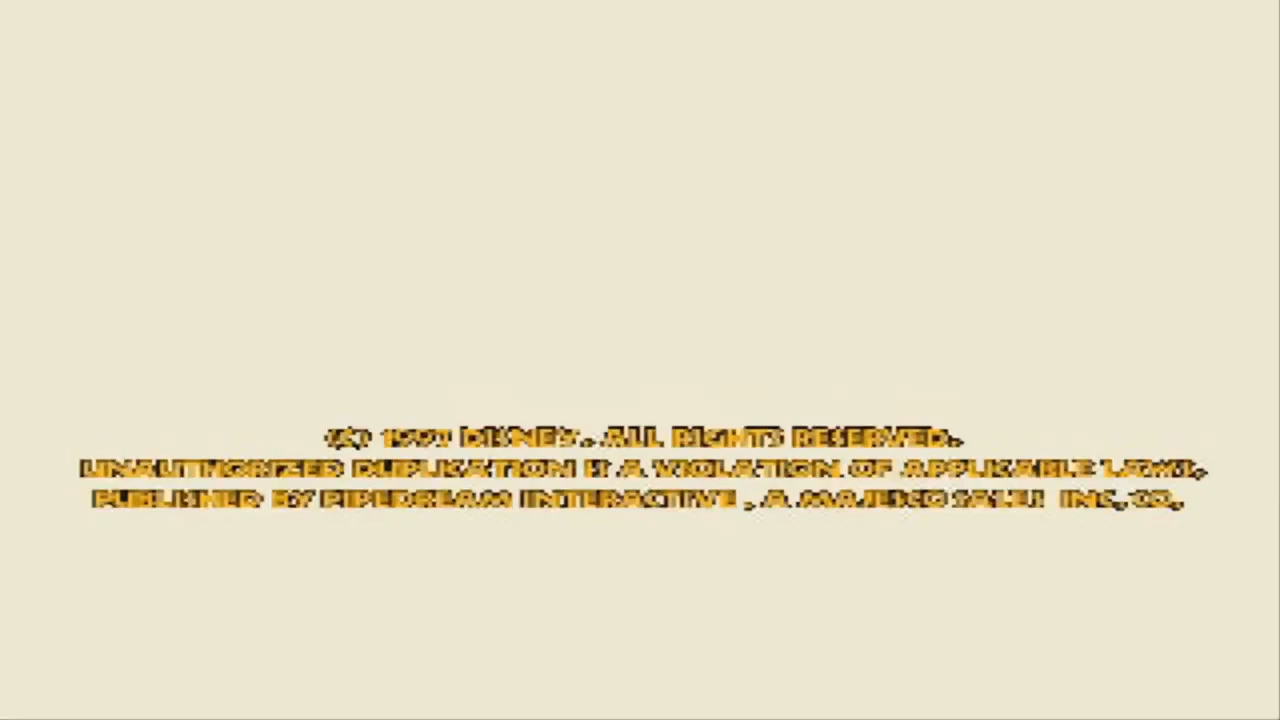 (C) 1997 DISNEY. ALL RIGHTS RESERVED.
UNAUTHORIZED DUPLICATION IS A VIOLATION OF APPLICABLE LAWS,
PUBLISHED BY PIPEDREAM INTERACTIVE , A MAJESCO SALES INC, CO,